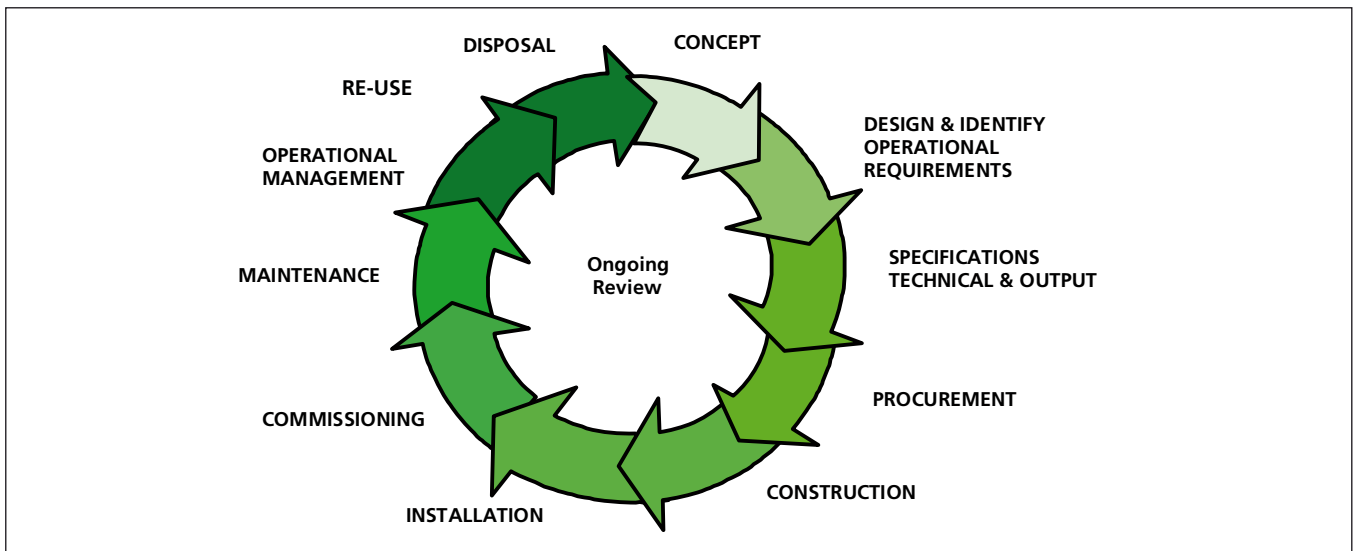 CONCEPT
DESIGN & IDENTIFY
OPERATIONAL
REQUIREMENTS
SPECIFICATIONS
TECHNICAL & OUTPUT
PROCUREMENT
CONSTRUCTION
INSTALLATION
COMMISSIONING
MAINTENANCE
OPERATIONAL
MANAGEMENT
RE-USE
DISPOSAL
Ongoing
Review